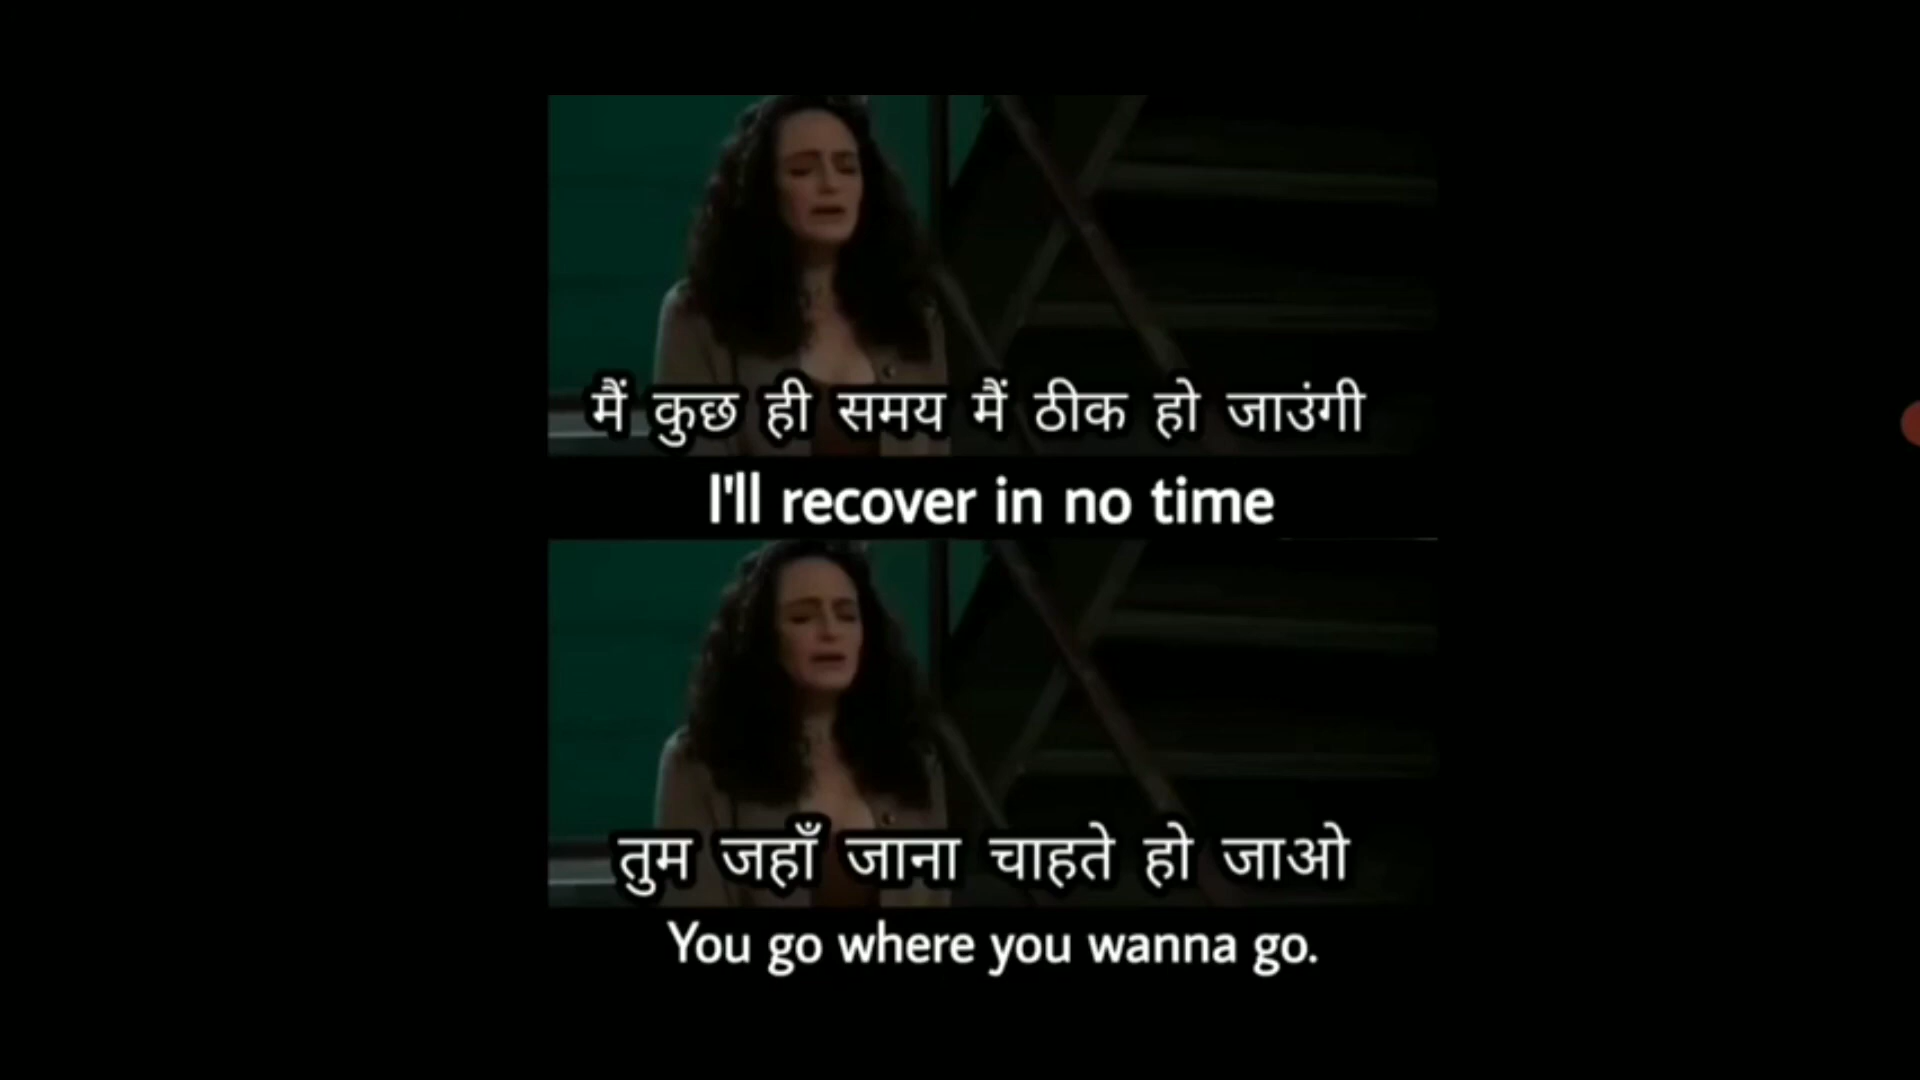 मैं कुछ ही समय मैं ठीक हो जाउंगी
I'll recover in no time
तुम जहाँ जाना चाहते हो जाओ
You go where you wanna go.